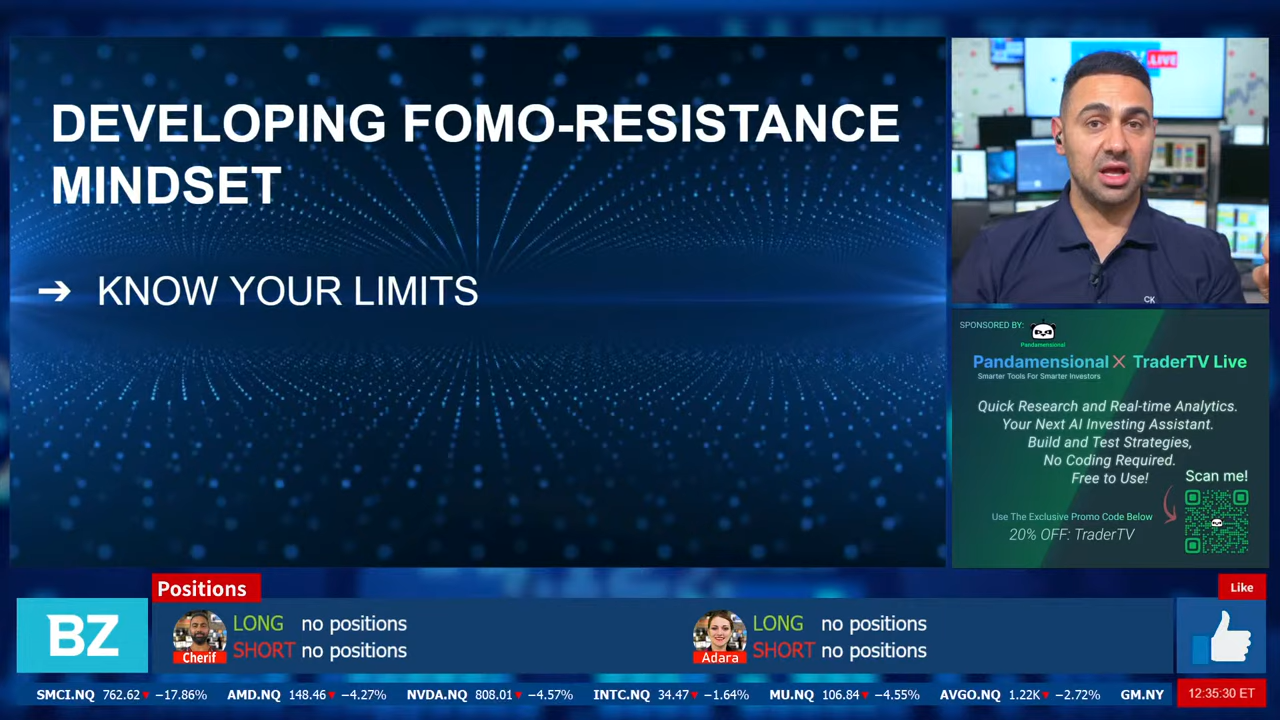 DEVELOPING FOMO-RESISTANCE
MINDSET
➔ KNOW YOUR LIMITS
.LIVE
CK
SPONSORED BY:
Pandamensional
Pandamensional X TraderTV Live
Smarter Tools For Smarter Investors
Quick Research and Real-time Analytics.
Your Next AI Investing Assistant.
Build and Test Strategies,
No Coding Required.
Free to Use!
Scan me!
Use The Exclusive Promo Code Below
20% OFF: TraderTV
Positions
Like
BZ
Cherif
LONG no positions
SHORT no positions
Adara
LONG no positions
SHORT no positions
SMCI.NQ 762.62▼ −17.86% AMD.NQ 148.46▼ −4.27% NVDA.NQ 808.01▼ −4.57% INTC.NQ 34.47▼ −1.64% MU.NQ 106.84▼ −4.55% AVGO.NQ 1.22K▼ −2.72% GM.NY
12:35:30 ET